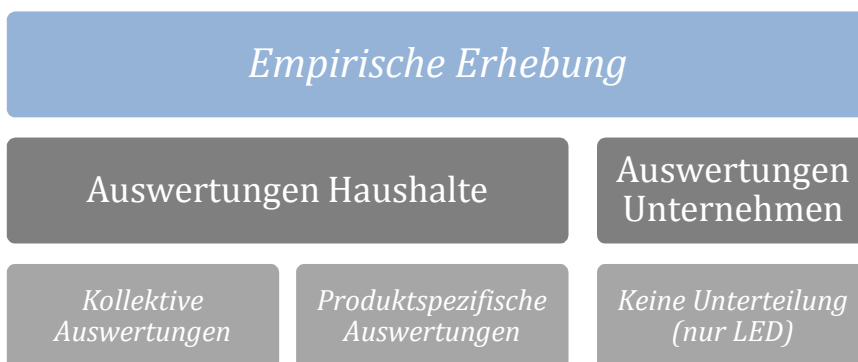 Empirische Erhebung
Auswertungen Haushalte
Auswertungen
Unternehmen
Kollektive
Auswertungen
Produktspezifische
Auswertungen
Keine Unterteilung
(nur LED)